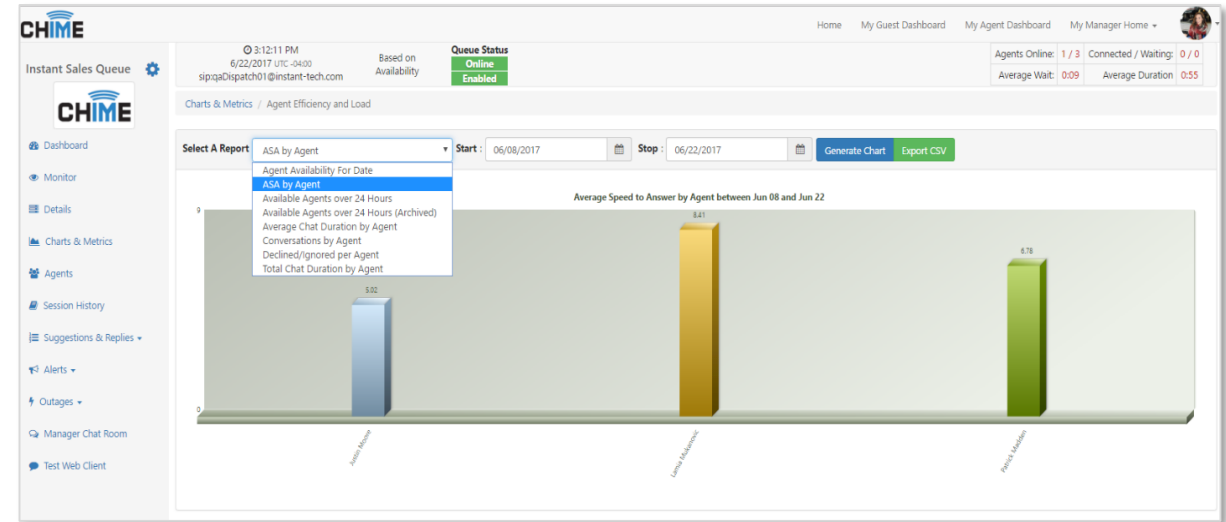 CHIME
Home My Guest Dashboard My Agent Dashboard My Manager Home
Instant Sales Queue
3:12:11 PM
6/22/2017 UTC -04:00
sip:qaDispatch01@instant-tech.com
Based on
Availability
Queue Status
Online
Enabled
Agents Online: 1 / 3 Connected / Waiting: 0 / 0
Average Wait: 0:09 Average Duration 0:55
CHIME
Charts & Metrics / Agent Efficiency and Load
Dashboard
Monitor
Details
Charts & Metrics
Agents
Session History
Suggestions & Replies
Alerts
Outages
Manager Chat Room
Test Web Client
Select A Report ASA by Agent Start : 06/08/2017 Stop : 06/22/2017 Generate Chart Export CSV
Agent Availability For Date
ASA by Agent
Available Agents over 24 Hours
Available Agents over 24 Hours (Archived)
Average Chat Duration by Agent
Conversations by Agent
Declined/Ignored per Agent
Total Chat Duration by Agent
Average Speed to Answer by Agent between Jun 08 and Jun 22
9
8.41
6.78
5.02
0
Justin Morne
Lamia Mukanovic
Patrick Madden